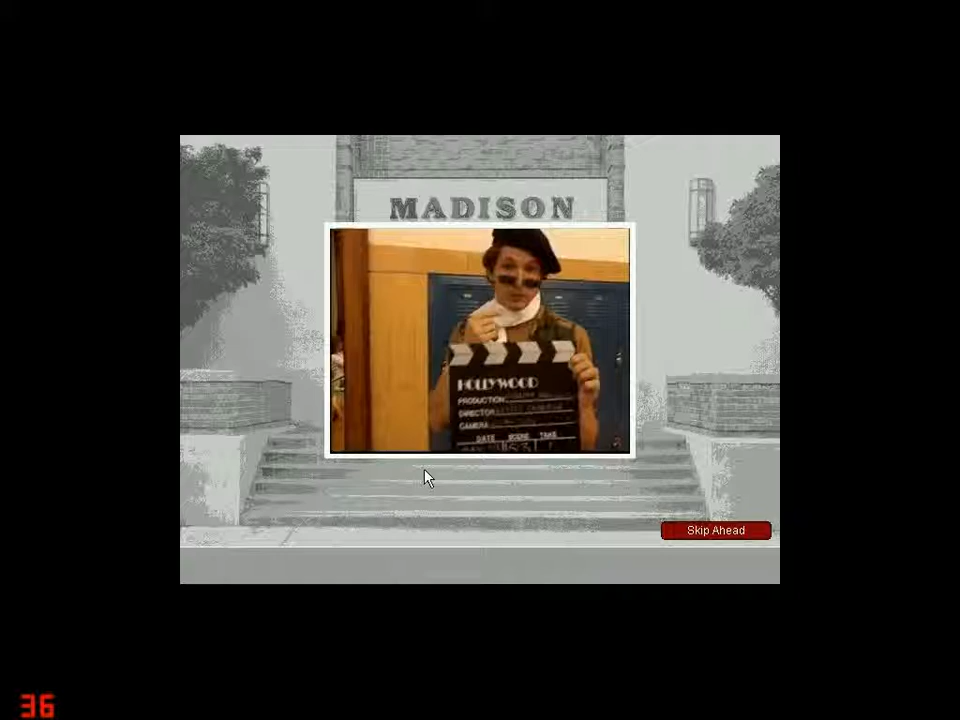 MADISON
HOLLYWOOD
PRODUCTION
DIRECTOR
CAMERA
DATE SCENE TAKE
Skip Ahead
36